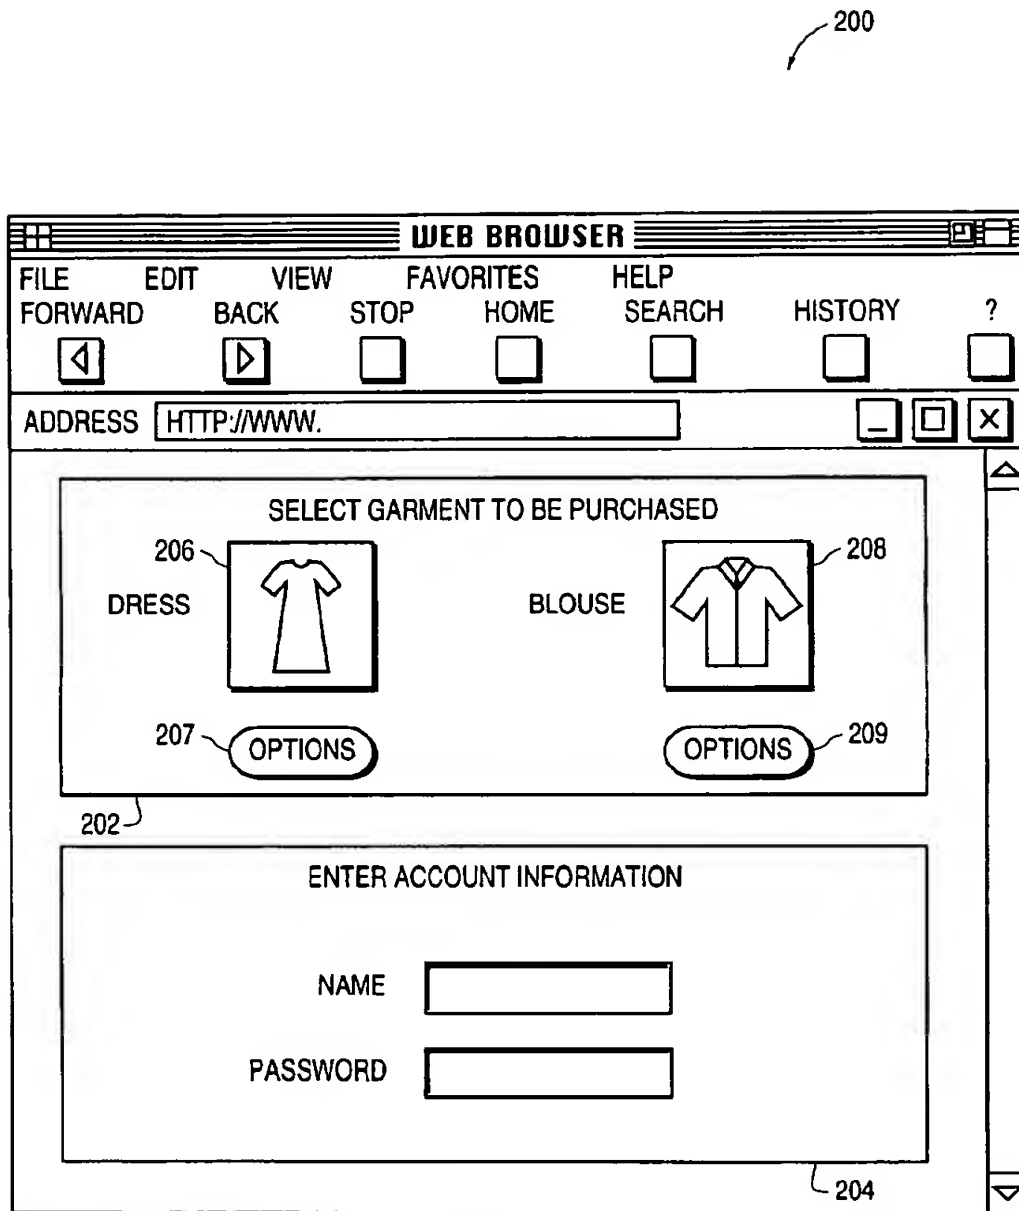 200
WEB BROWSER
FILE EDIT VIEW FAVORITES HELP
FORWARD BACK STOP HOME SEARCH HISTORY ?
ADDRESS HTTP://WWW.
SELECT GARMENT TO BE PURCHASED
206 208
DRESS BLOUSE
207 OPTIONS OPTIONS 209
202
ENTER ACCOUNT INFORMATION
NAME
PASSWORD
204